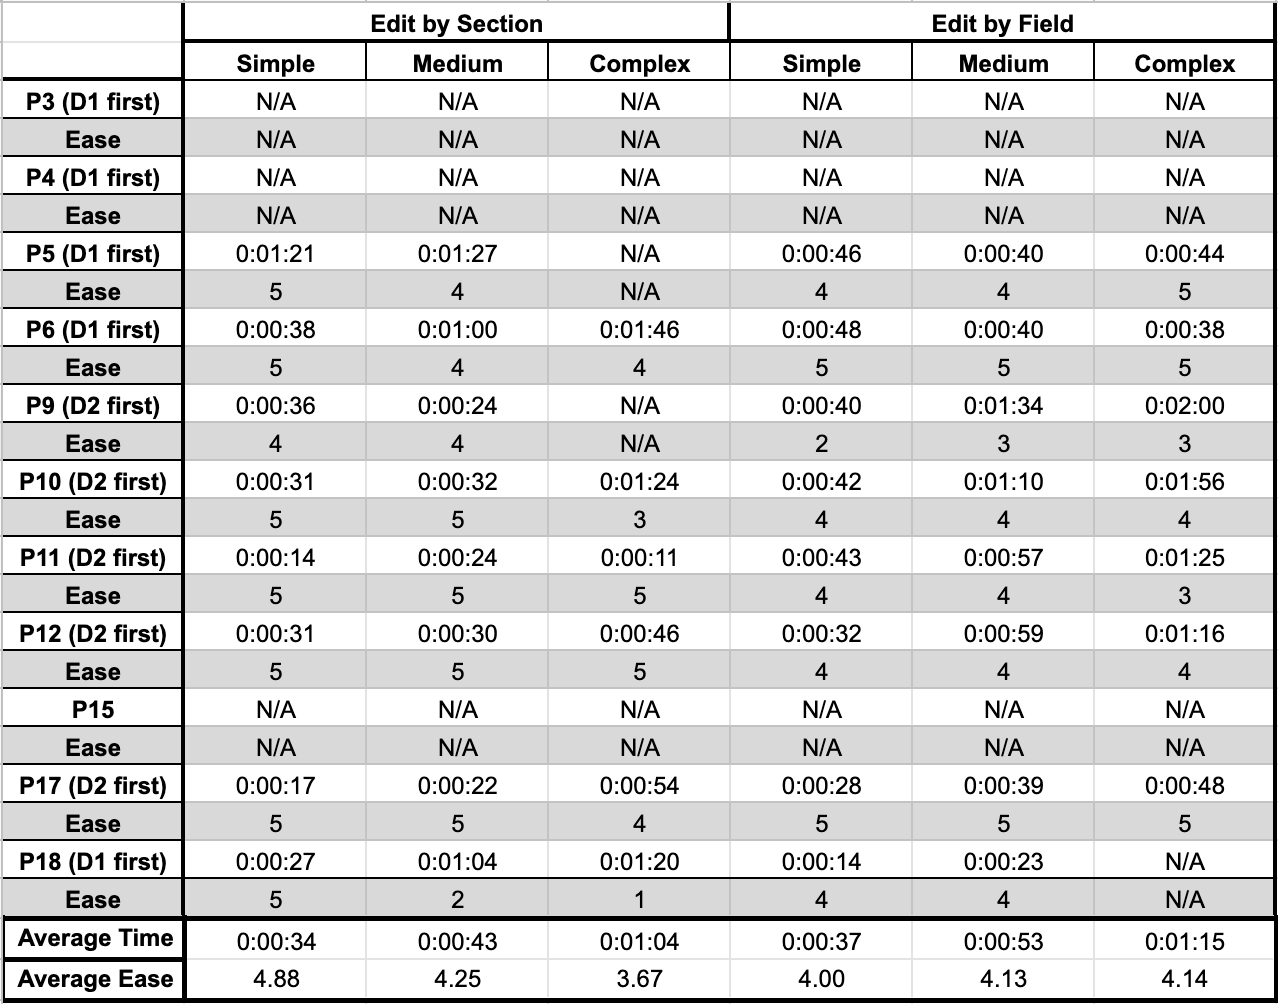 Edit by Section Edit by Field
Simple Medium Complex Simple Medium Complex
P3 (D1 first) N/A N/A N/A N/A N/A N/A
Ease N/A N/A N/A N/A N/A N/A
P4 (D1 first) N/A N/A N/A N/A N/A N/A
Ease N/A N/A N/A N/A N/A N/A
P5 (D1 first) 0:01:21 0:01:27 N/A 0:00:46 0:00:40 0:00:44
Ease 5 4 N/A 4 4 5
P6 (D1 first) 0:00:38 0:01:00 0:01:46 0:00:48 0:00:40 0:00:38
Ease 5 4 4 5 5 5
P9 (D2 first) 0:00:36 0:00:24 N/A 0:00:40 0:01:34 0:02:00
Ease 4 4 N/A 2 3 3
P10 (D2 first) 0:00:31 0:00:32 0:01:24 0:00:42 0:01:10 0:01:56
Ease 5 5 3 4 4 4
P11 (D2 first) 0:00:14 0:00:24 0:00:11 0:00:43 0:00:57 0:01:25
Ease 5 5 5 4 4 3
P12 (D2 first) 0:00:31 0:00:30 0:00:46 0:00:32 0:00:59 0:01:16
Ease 5 5 5 4 4 4
P15 N/A N/A N/A N/A N/A N/A
Ease N/A N/A N/A N/A N/A N/A
P17 (D2 first) 0:00:17 0:00:22 0:00:54 0:00:28 0:00:39 0:00:48
Ease 5 5 4 5 5 5
P18 (D1 first) 0:00:27 0:01:04 0:01:20 0:00:14 0:00:23 N/A
Ease 5 2 1 4 4 N/A
Average Time 0:00:34 0:00:43 0:01:04 0:00:37 0:00:53 0:01:15
Average Ease 4.88 4.25 3.67 4.00 4.13 4.14